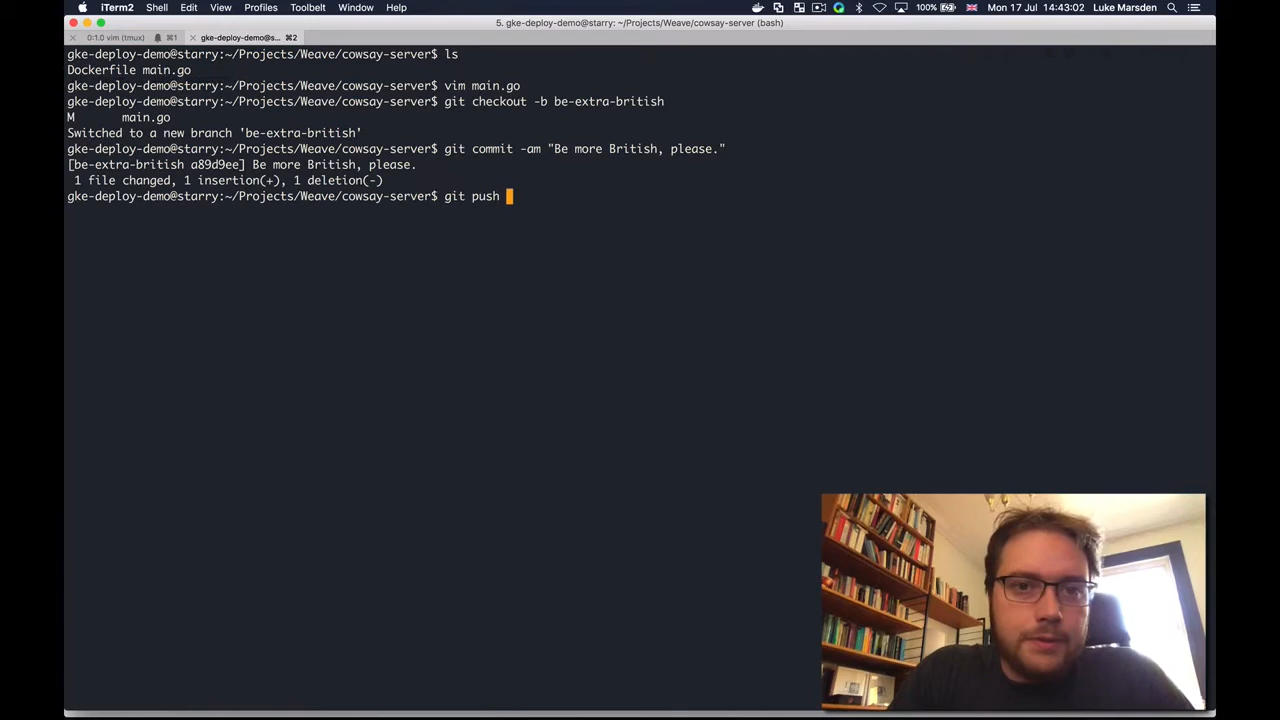 iTerm2 Shell Edit View Profiles Toolbelt Window Help 100% Mon 17 Jul 14:43:02 Luke Marsden
5. gke-deploy-demo@starry: ~/Projects/Weave/cowsay-server (bash)
0:1.0 vim (tmux) ⌘1 gke-deploy-demo@s... ⌘2
gke-deploy-demo@starry:~/Projects/Weave/cowsay-server$ ls
Dockerfile main.go
gke-deploy-demo@starry:~/Projects/Weave/cowsay-server$ vim main.go
gke-deploy-demo@starry:~/Projects/Weave/cowsay-server$ git checkout -b be-extra-british
M main.go
Switched to a new branch 'be-extra-british'
gke-deploy-demo@starry:~/Projects/Weave/cowsay-server$ git commit -am "Be more British, please."
[be-extra-british a89d9ee] Be more British, please.
1 file changed, 1 insertion(+), 1 deletion(-)
gke-deploy-demo@starry:~/Projects/Weave/cowsay-server$ git push